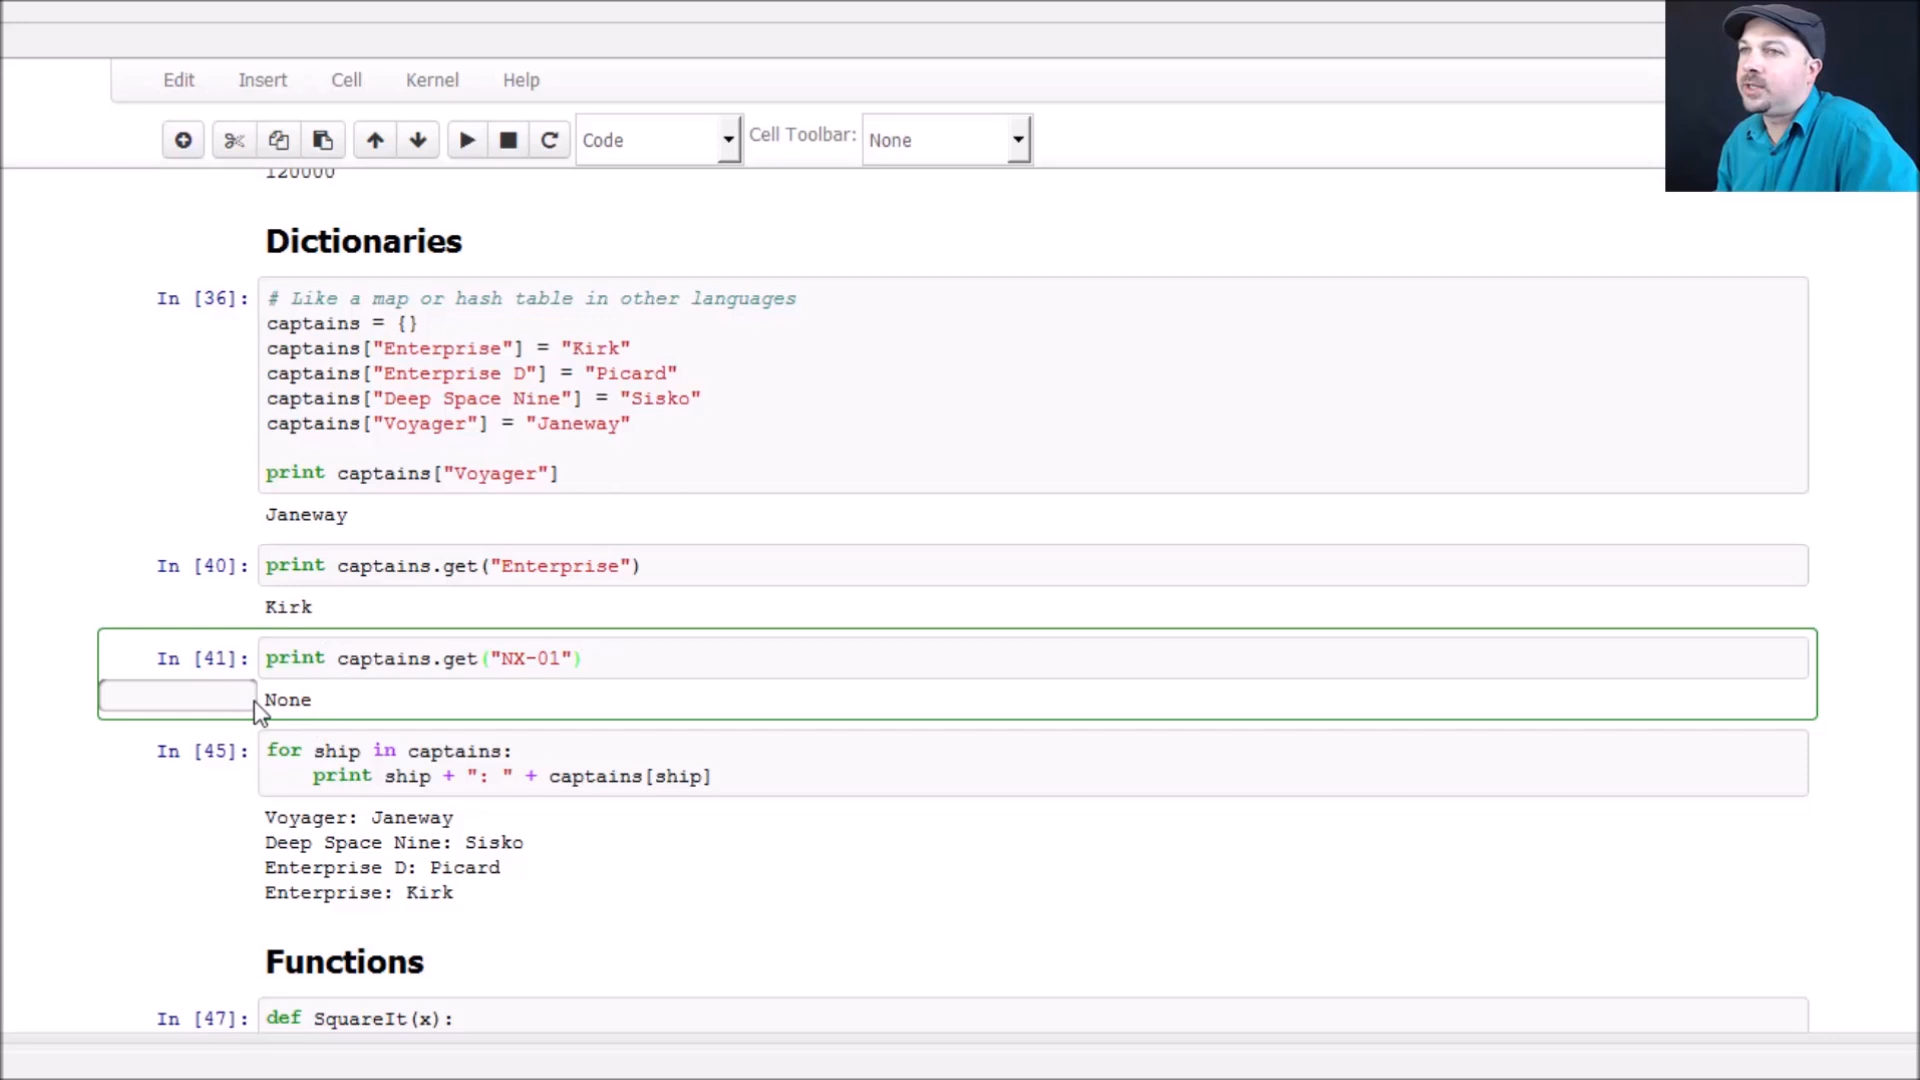 Edit Insert Cell Kernel Help
Code Cell Toolbar: None
120000
Dictionaries
In [36]: # Like a map or hash table in other languages
captains = {}
captains["Enterprise"] = "Kirk"
captains["Enterprise D"] = "Picard"
captains["Deep Space Nine"] = "Sisko"
captains["Voyager"] = "Janeway"
print captains["Voyager"]
Janeway
In [40]: print captains.get("Enterprise")
Kirk
In [41]: print captains.get("NX-01")
None
In [45]: for ship in captains:
    print ship + ": " + captains[ship]
Voyager: Janeway
Deep Space Nine: Sisko
Enterprise D: Picard
Enterprise: Kirk
Functions
In [47]: def SquareIt(x):